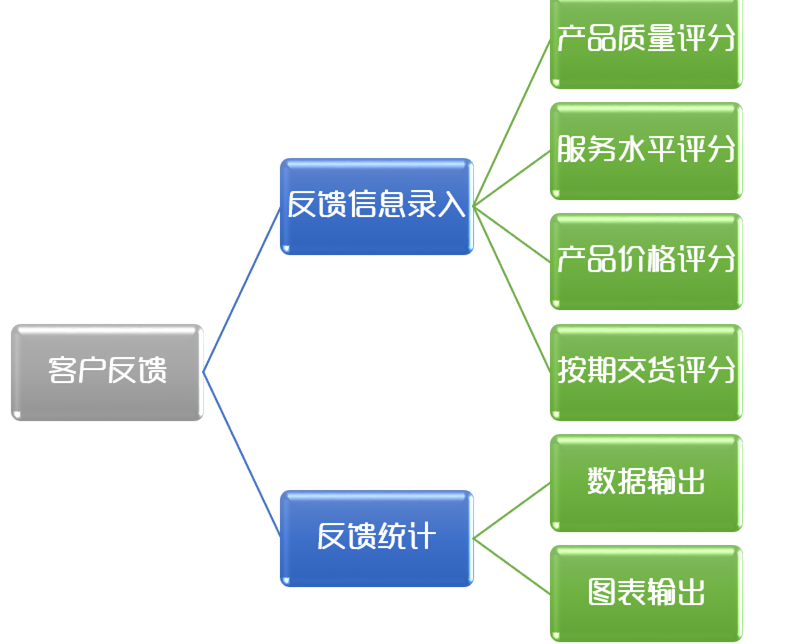 客户反馈
反馈信息录入
产品质量评分
服务水平评分
产品价格评分
按期交货评分
反馈统计
数据输出
图表输出